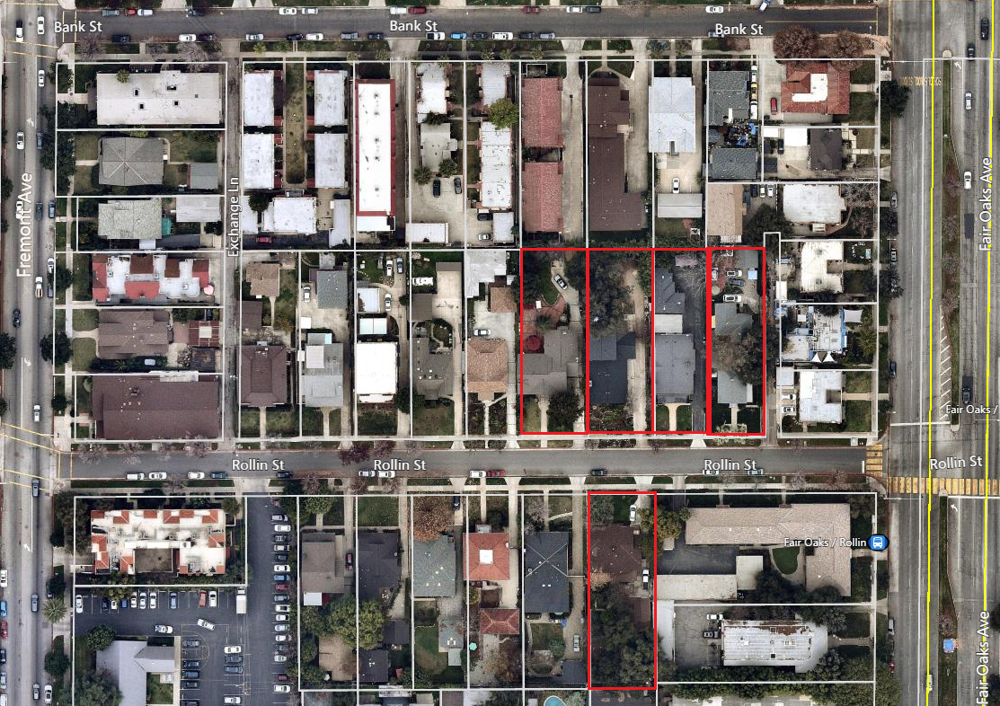 Bank St
Bank St
Bank St
Fremont Ave
Exchange Ln
Fair Oaks Ave
Fair Oaks /
Rollin St
Rollin St
Rollin St
Rollin St
Fair Oaks / Rollin
Fair Oaks Ave